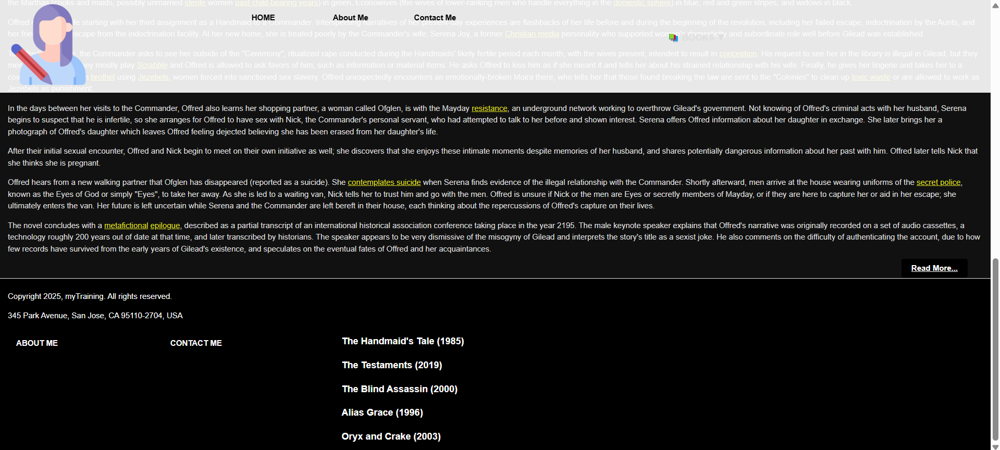 the Marthas (cooks and maids, possibly unmarried sterile women past child-bearing years) in green, Econowives (the wives of lower-ranking men who handle everything in the domestic sphere) in blue, red and green stripes, and widows in black.
HOME About Me Contact Me
Offred fe starting with her third assignment as a Handmaid to a Commander. Interspersing narratives of her present-day experiences are flashbacks of her life before and during the beginning of the revolution, including her failed escape, indoctrination by the Aunts, and
her frie escape from the indoctrination facility. At her new home, she is treated poorly by the Commander's wife, Serena Joy, a former Christian media personality who supported women's domesticity and subordinate role well before Gilead was established.
BOOKS ▼
the Commander asks to see her outside of the "Ceremony", ritualized rape conducted during the Handmaids' likely fertile period each month, with the wives present, intended to result in conception. His request to see her in the library is illegal in Gilead, but they
mee ey mostly play Scrabble and Offred is allowed to ask favors of him, such as information or material items. He asks Offred to kiss him as if she meant it and tells her about his strained relationship with his wife. Finally, he gives her lingerie and takes her to a
cov brothel using Jezebels, women forced into sanctioned sex slavery. Offred unexpectedly encounters an emotionally-broken Moira there, who tells her that those found breaking the law are sent to the "Colonies" to clean up toxic waste or are allowed to work as
Jezebels as punishment.
In the days between her visits to the Commander, Offred also learns her shopping partner, a woman called Ofglen, is with the Mayday resistance, an underground network working to overthrow Gilead's government. Not knowing of Offred's criminal acts with her husband, Serena
begins to suspect that he is infertile, so she arranges for Offred to have sex with Nick, the Commander's personal servant, who had attempted to talk to her before and shown interest. Serena offers Offred information about her daughter in exchange. She later brings her a
photograph of Offred's daughter which leaves Offred feeling dejected believing she has been erased from her daughter's life.
After their initial sexual encounter, Offred and Nick begin to meet on their own initiative as well; she discovers that she enjoys these intimate moments despite memories of her husband, and shares potentially dangerous information about her past with him. Offred later tells Nick that
she thinks she is pregnant.
Offred hears from a new walking partner that Ofglen has disappeared (reported as a suicide). She contemplates suicide when Serena finds evidence of the illegal relationship with the Commander. Shortly afterward, men arrive at the house wearing uniforms of the secret police,
known as the Eyes of God or simply "Eyes", to take her away. As she is led to a waiting van, Nick tells her to trust him and go with the men. Offred is unsure if Nick or the men are Eyes or secretly members of Mayday, or if they are here to capture her or aid in her escape; she
ultimately enters the van. Her future is left uncertain while Serena and the Commander are left bereft in their house, each thinking about the repercussions of Offred's capture on their lives.
The novel concludes with a metafictional epilogue, described as a partial transcript of an international historical association conference taking place in the year 2195. The male keynote speaker explains that Offred's narrative was originally recorded on a set of audio cassettes, a
technology roughly 200 years out of date at that time, and later transcribed by historians. The speaker appears to be very dismissive of the misogyny of Gilead and interprets the story's title as a sexist joke. He also comments on the difficulty of authenticating the account, due to how
few records have survived from the early years of Gilead's existence, and speculates on the eventual fates of Offred and her acquaintances.
Read More...
Copyright 2025, myTraining. All rights reserved.
345 Park Avenue, San Jose, CA 95110-2704, USA
ABOUT ME CONTACT ME
The Handmaid's Tale (1985)
The Testaments (2019)
The Blind Assassin (2000)
Alias Grace (1996)
Oryx and Crake (2003)